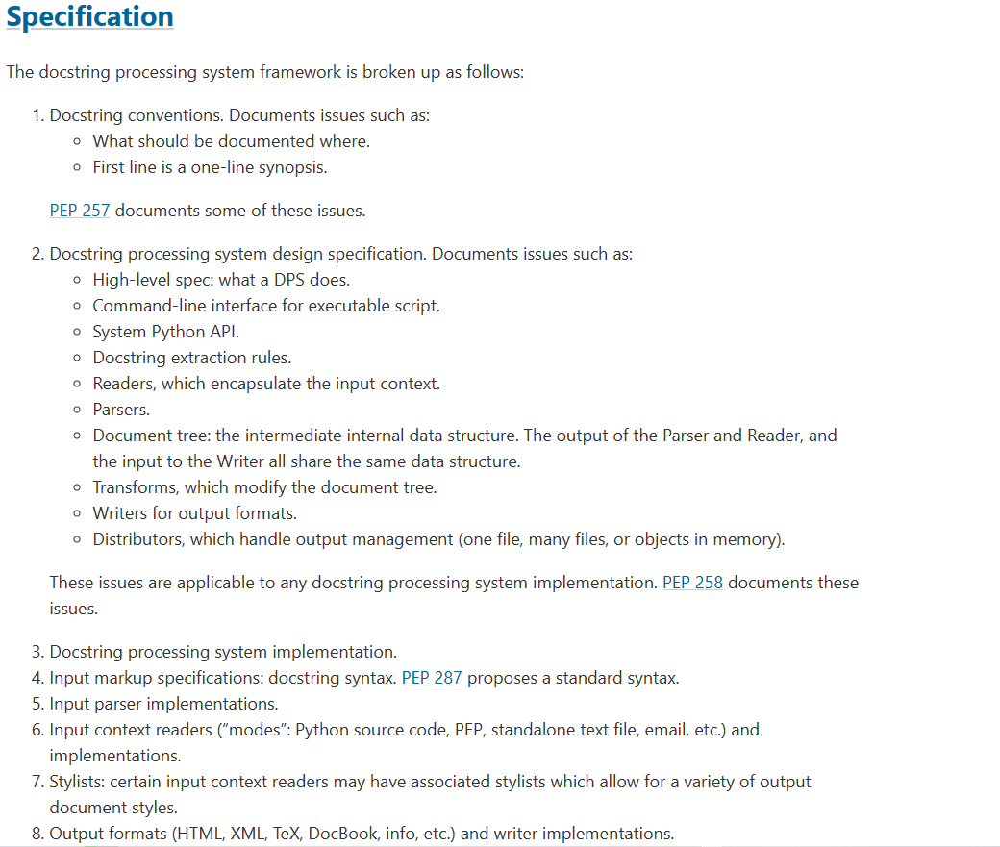 Specification
The docstring processing system framework is broken up as follows:
1. Docstring conventions. Documents issues such as:
◦ What should be documented where.
◦ First line is a one-line synopsis.
PEP 257 documents some of these issues.
2. Docstring processing system design specification. Documents issues such as:
◦ High-level spec: what a DPS does.
◦ Command-line interface for executable script.
◦ System Python API.
◦ Docstring extraction rules.
◦ Readers, which encapsulate the input context.
◦ Parsers.
◦ Document tree: the intermediate internal data structure. The output of the Parser and Reader, and
the input to the Writer all share the same data structure.
◦ Transforms, which modify the document tree.
◦ Writers for output formats.
◦ Distributors, which handle output management (one file, many files, or objects in memory).
These issues are applicable to any docstring processing system implementation. PEP 258 documents these
issues.
3. Docstring processing system implementation.
4. Input markup specifications: docstring syntax. PEP 287 proposes a standard syntax.
5. Input parser implementations.
6. Input context readers (“modes”: Python source code, PEP, standalone text file, email, etc.) and
implementations.
7. Stylists: certain input context readers may have associated stylists which allow for a variety of output
document styles.
8. Output formats (HTML, XML, TeX, DocBook, info, etc.) and writer implementations.